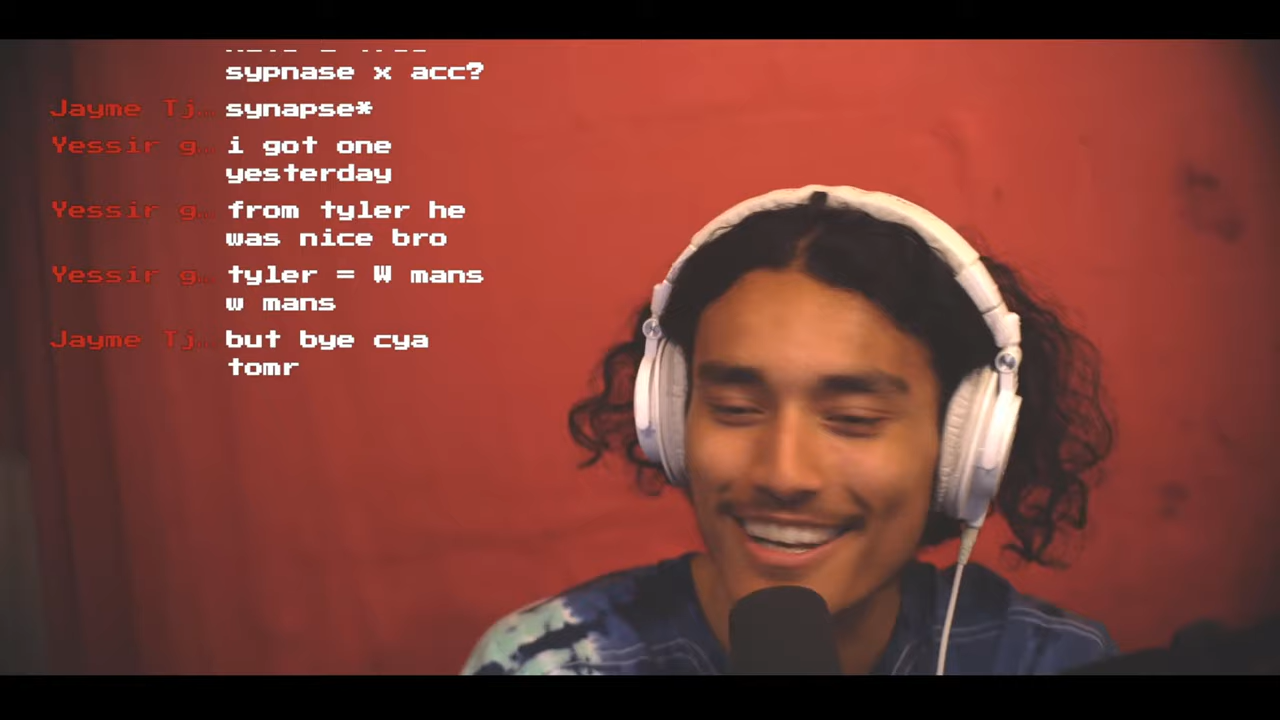 sypnase x acc?
Jayme Tj... synapse*
Yessir g... i got one
yesterday
Yessir g... from tyler he
was nice bro
Yessir g... tyler = W mans
w mans
Jayme Tj... but bye cya
tomr